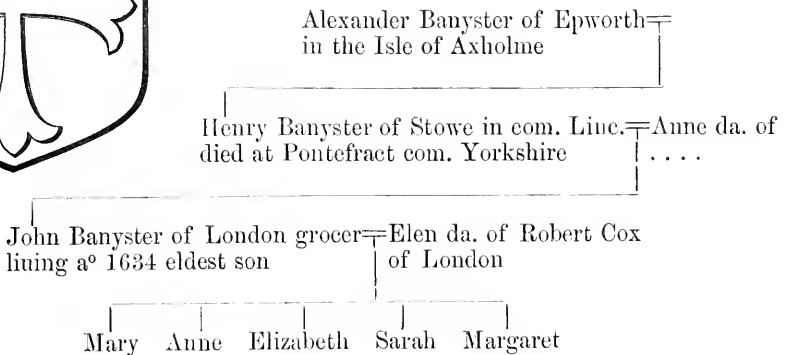 Alexander Banyster of Epworth
in the Isle of Axholme
Henry Banyster of Stowe in com. Linc. Anne da. of
died at Pontefract com. Yorkshire ....
John Banyster of London grocer Elen da. of Robert Cox
liuing aº 1634 eldest son of London
Mary Anne Elizabeth Sarah Margaret